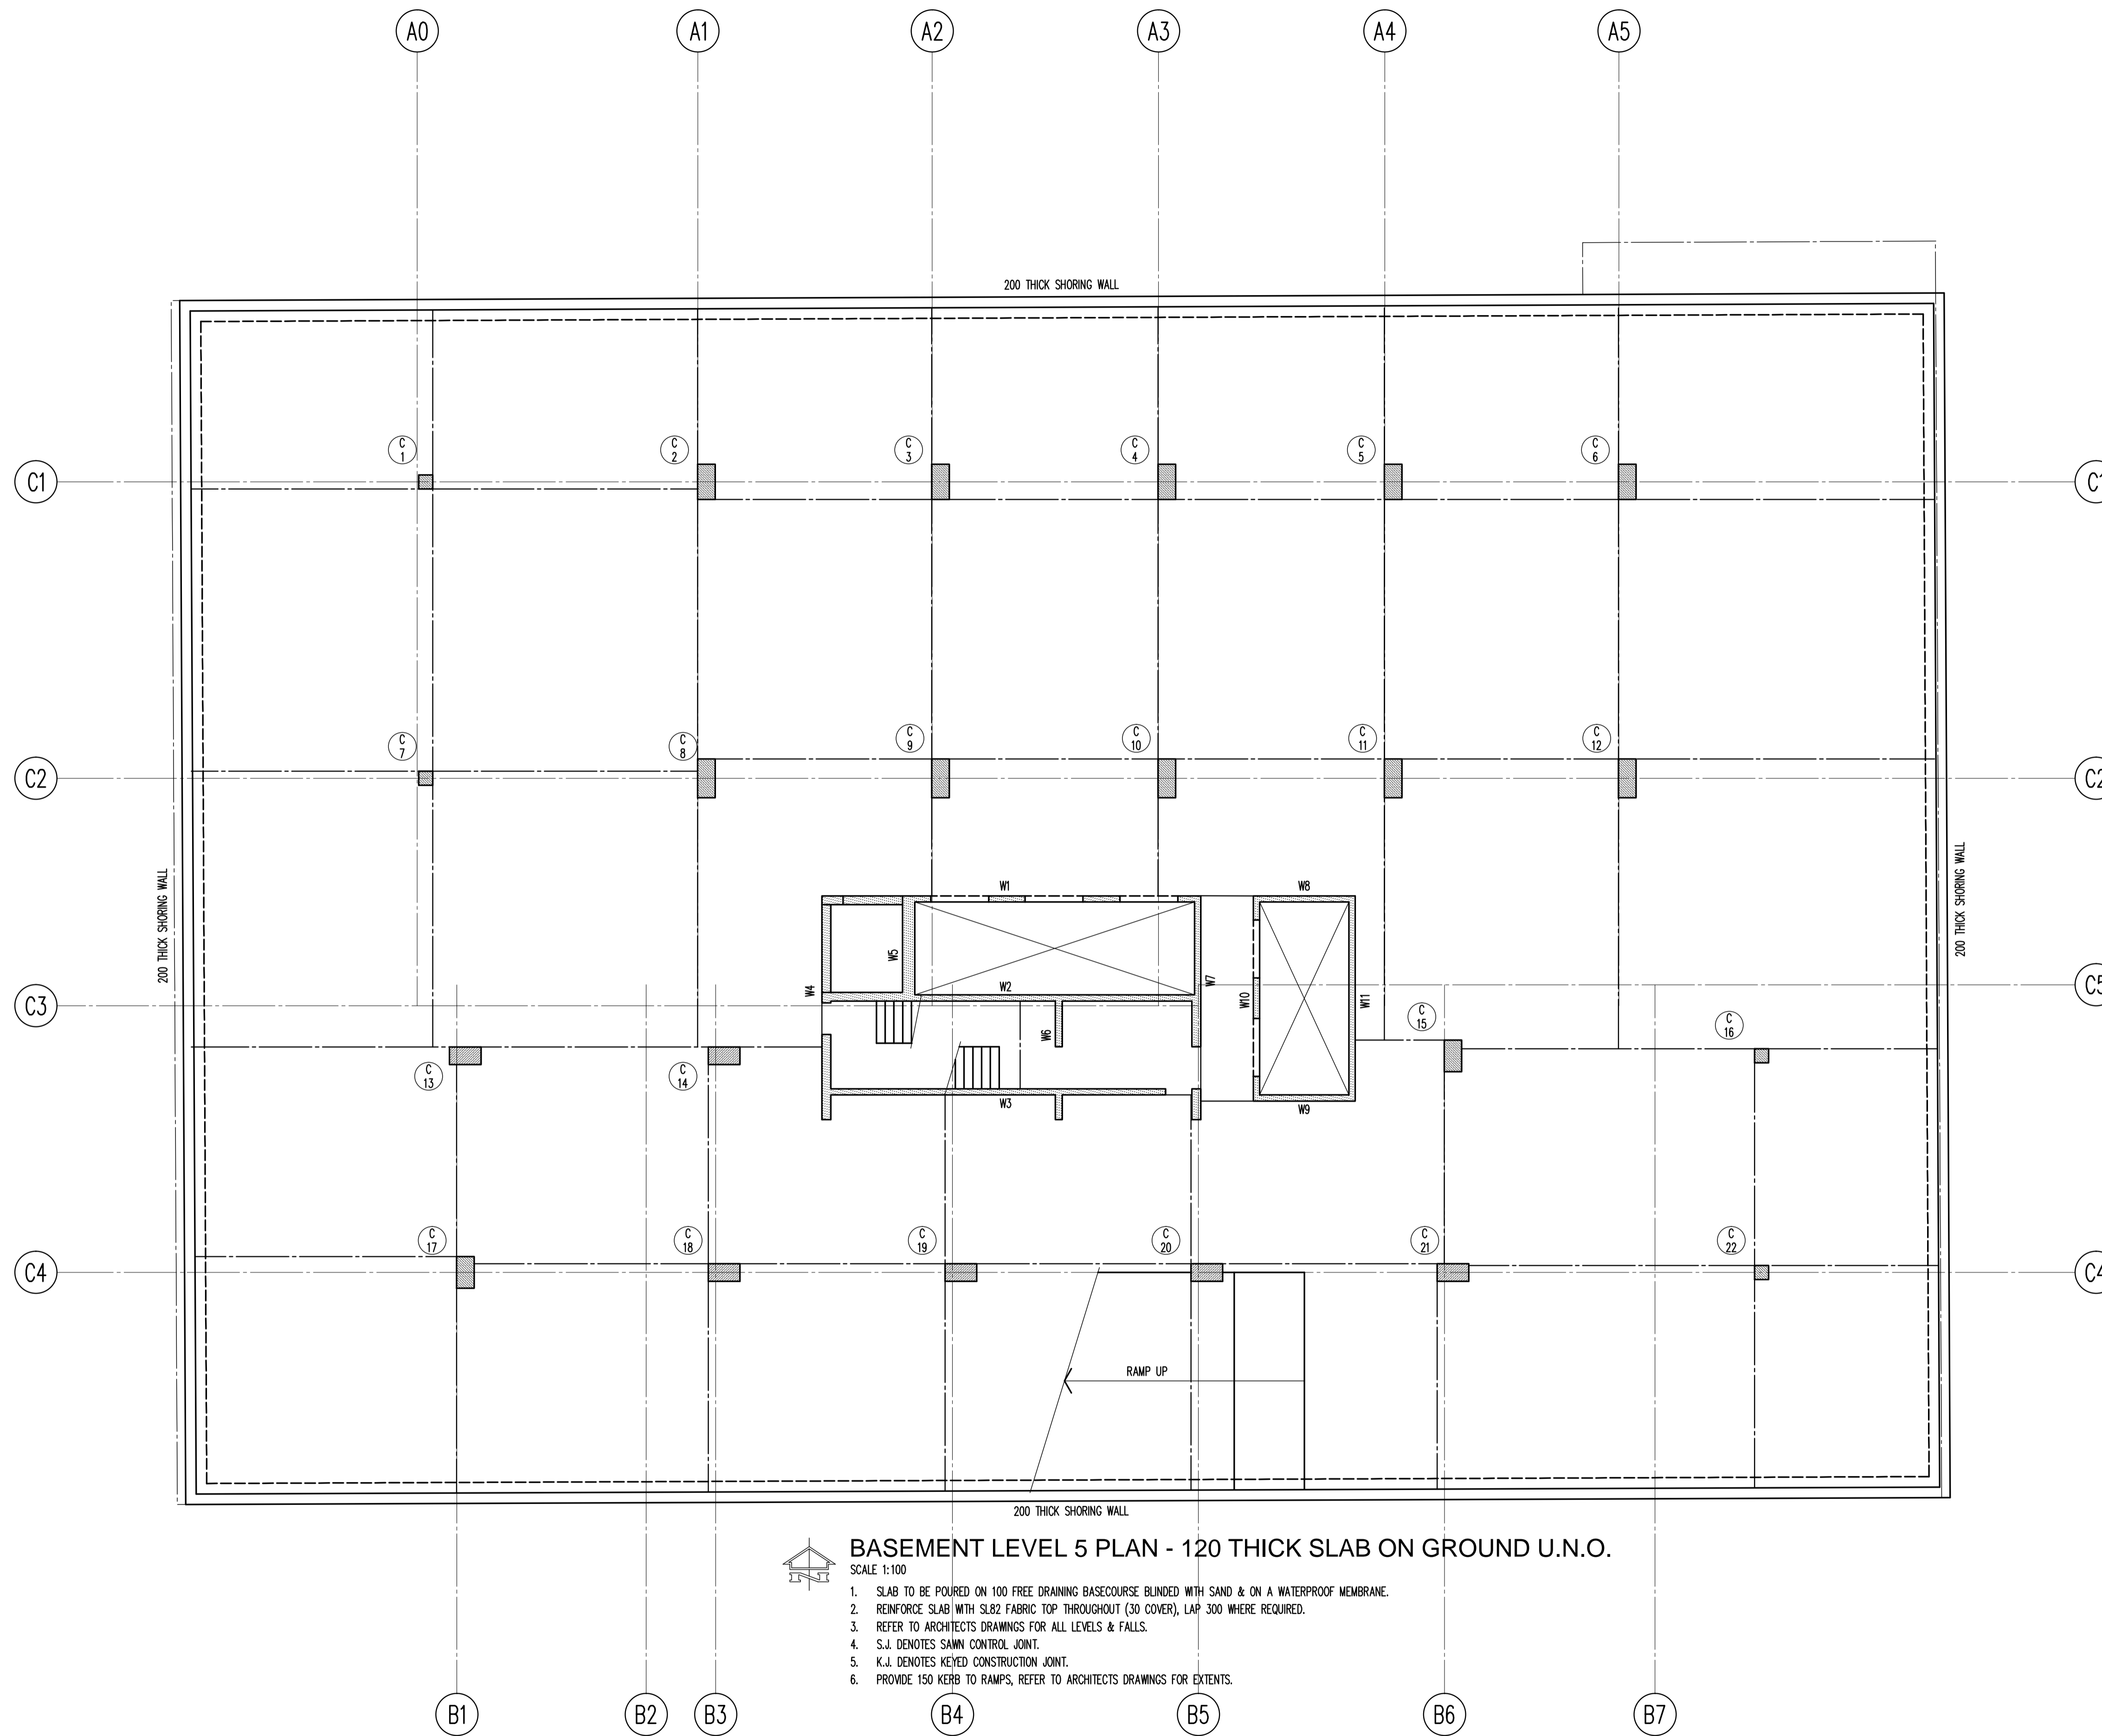 A0 A1 A2 A3 A4 A5
200 THICK SHORING WALL
C 1
C 2
C 3
C 4
C 5
C 6
C1 C1
C 7
C 8
C 9
C 10
C 11
C 12
C2 C2
200 THICK SHORING WALL
200 THICK SHORING WALL
W1
W8
W5
W4
W2
W7
W10
W11
C3 C5
W6
C 15
C 16
C 13
C 14
W3
W9
C 17
C 18
C 19
C 20
C 21
C 22
C4 C4
RAMP UP
200 THICK SHORING WALL
N
BASEMENT LEVEL 5 PLAN - 120 THICK SLAB ON GROUND U.N.O.
SCALE 1:100
1. SLAB TO BE POURED ON 100 FREE DRAINING BASECOURSE BLINDED WITH SAND & ON A WATERPROOF MEMBRANE.
2. REINFORCE SLAB WITH SL82 FABRIC TOP THROUGHOUT (30 COVER), LAP 300 WHERE REQUIRED.
3. REFER TO ARCHITECTS DRAWINGS FOR ALL LEVELS & FALLS.
4. S.J. DENOTES SAWN CONTROL JOINT.
5. K.J. DENOTES KEYED CONSTRUCTION JOINT.
6. PROVIDE 150 KERB TO RAMPS, REFER TO ARCHITECTS DRAWINGS FOR EXTENTS.
B1 B2 B3 B4 B5 B6 B7